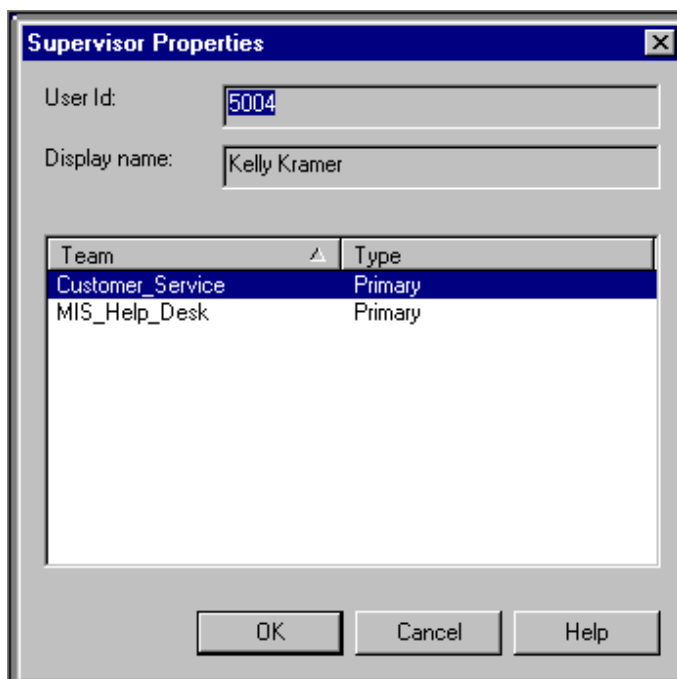 Supervisor Properties
User Id: 5004
Display name: Kelly Kramer
Team Type
Customer_Service Primary
MIS_Help_Desk Primary
OK Cancel Help